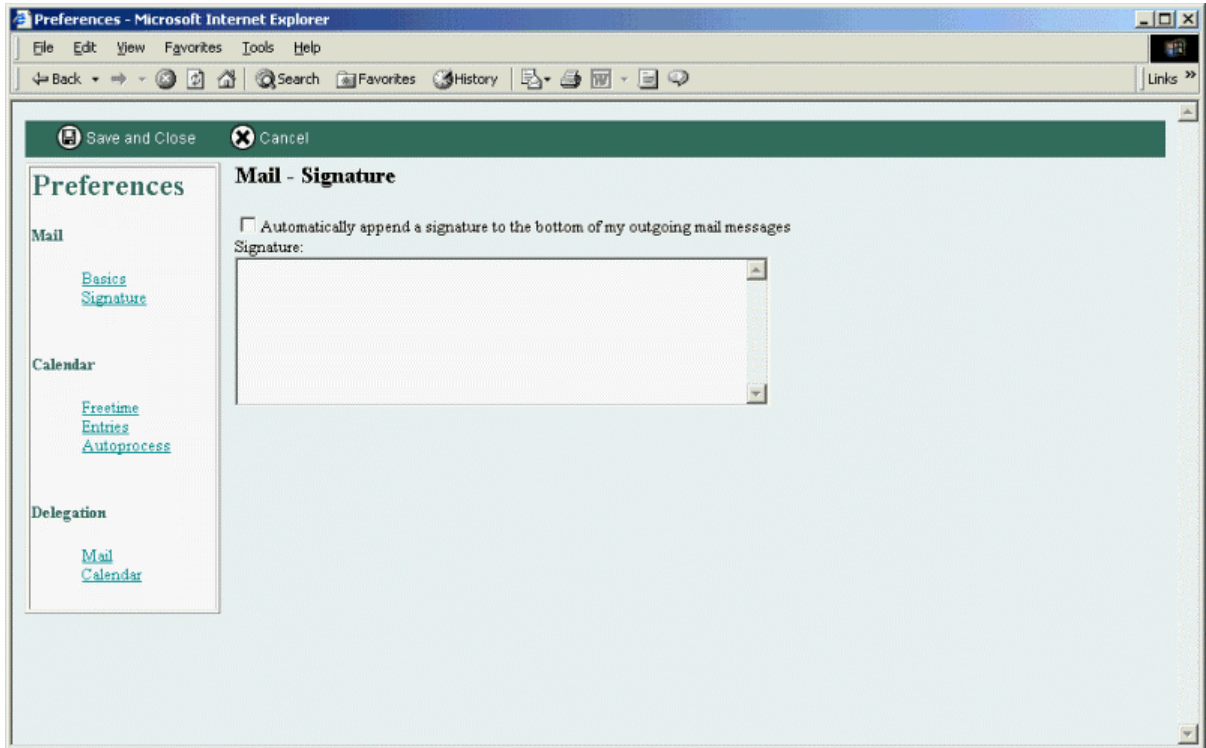 Preferences - Microsoft Internet Explorer
File Edit View Favorites Tools Help
Back Search Favorites History Links »
Save and Close Cancel
Preferences
Mail - Signature
Mail
Automatically append a signature to the bottom of my outgoing mail messages
Signature:
Basics
Signature
Calendar
Freetime
Entries
Autoprocess
Delegation
Mail
Calendar